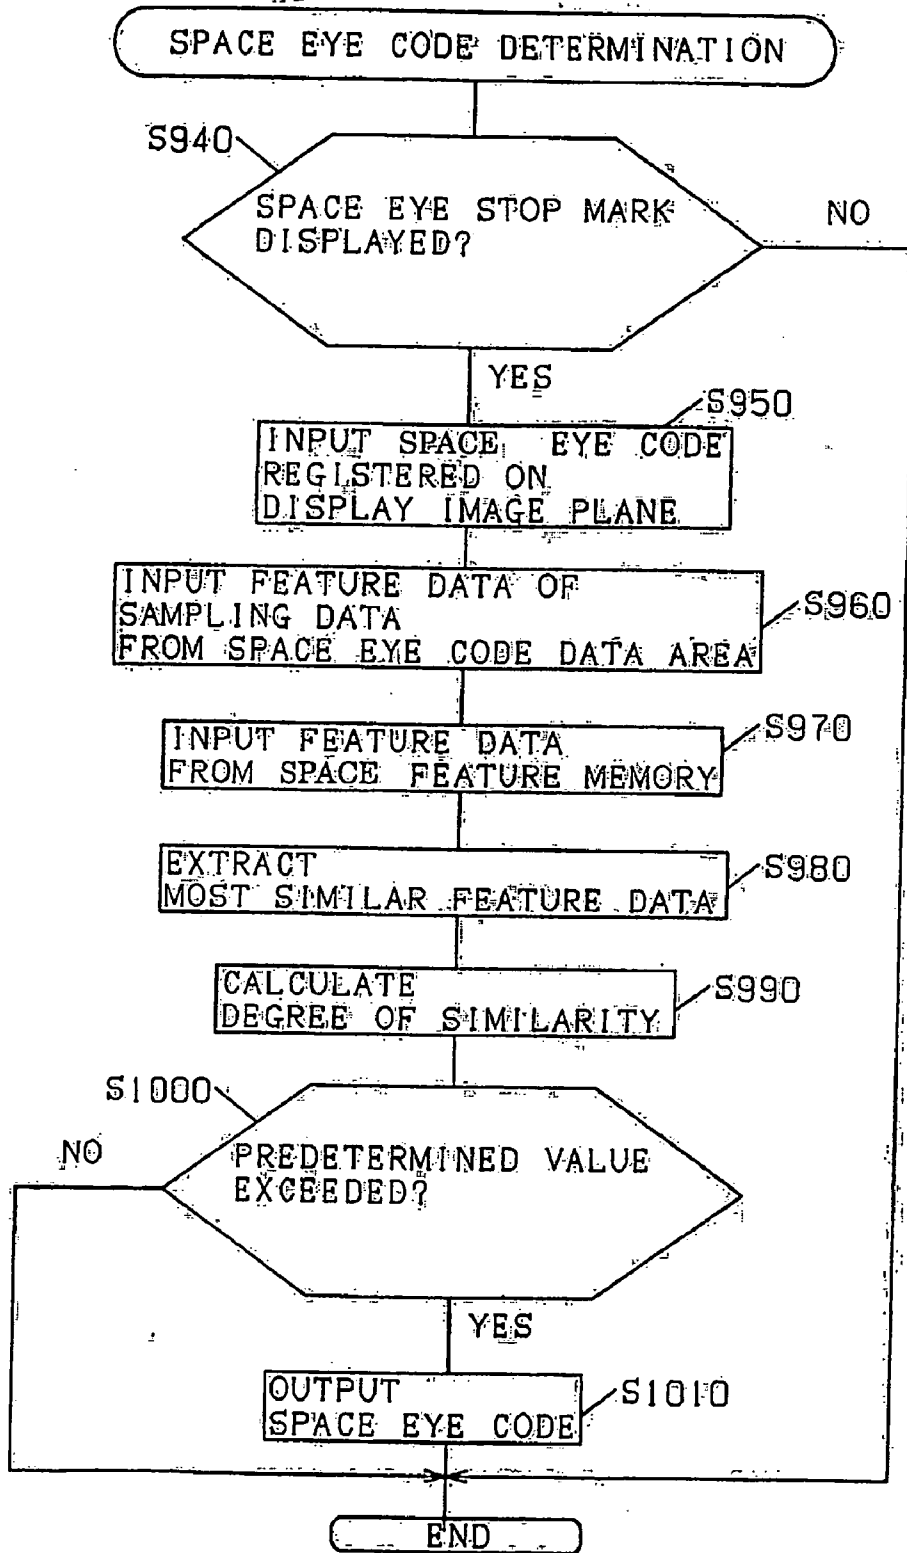 SPACE EYE CODE DETERMINATION
S940
SPACE EYE STOP MARK
DISPLAYED?
NO
YES
S950
INPUT SPACE EYE CODE
REGISTERED ON
DISPLAY IMAGE PLANE
INPUT FEATURE DATA OF
SAMPLING DATA
FROM SPACE EYE CODE DATA AREA
S960
INPUT FEATURE DATA
FROM SPACE FEATURE MEMORY
S970
EXTRACT
MOST SIMILAR FEATURE DATA
S980
CALCULATE
DEGREE OF SIMILARITY
S990
S1000
NO
PREDETERMINED VALUE
EXCEEDED?
YES
OUTPUT
SPACE EYE CODE
S1010
END